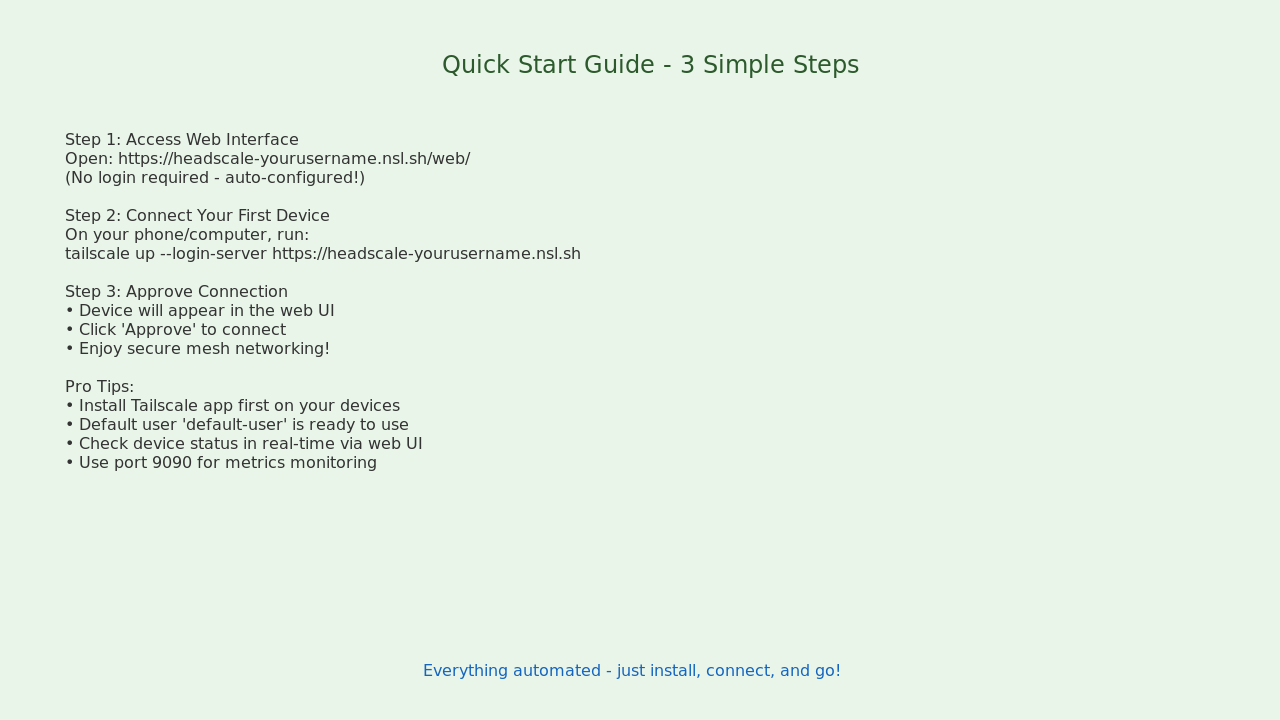 Quick Start Guide - 3 Simple Steps
Step 1: Access Web Interface
Open: https://headscale-yourusername.nsl.sh/web/
(No login required - auto-configured!)
Step 2: Connect Your First Device
On your phone/computer, run:
tailscale up --login-server https://headscale-yourusername.nsl.sh
Step 3: Approve Connection
• Device will appear in the web UI
• Click 'Approve' to connect
• Enjoy secure mesh networking!
Pro Tips:
• Install Tailscale app first on your devices
• Default user 'default-user' is ready to use
• Check device status in real-time via web UI
• Use port 9090 for metrics monitoring
Everything automated - just install, connect, and go!